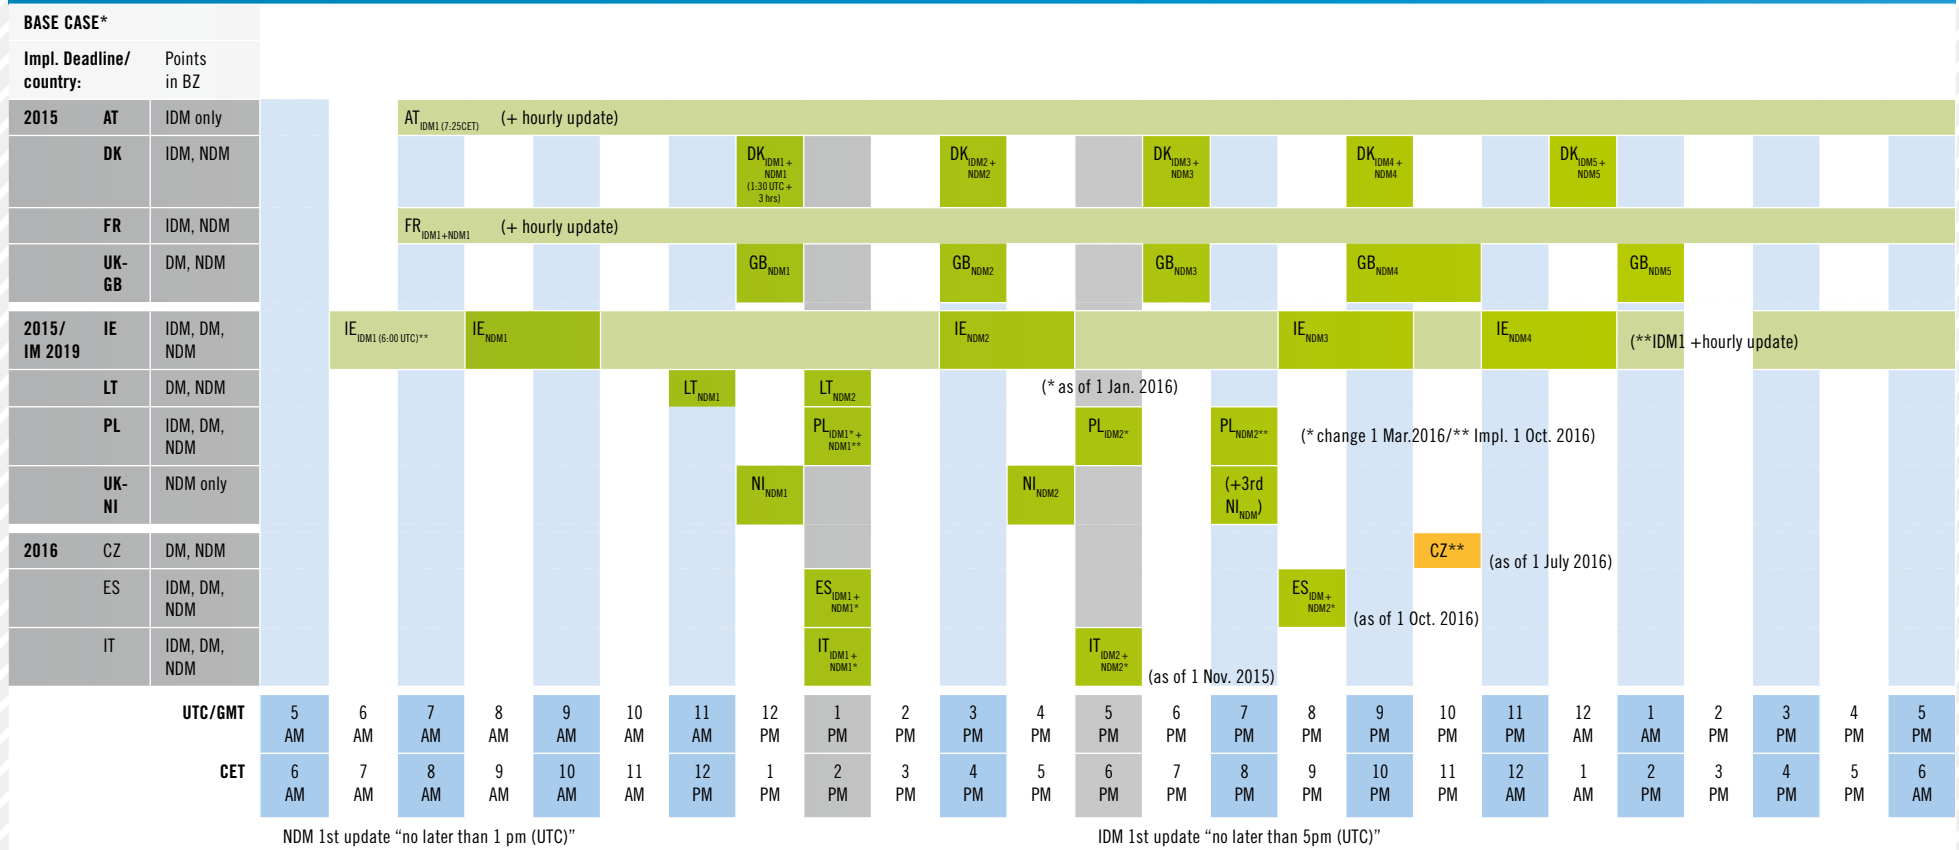 BASE CASE*
Impl. Deadline/ Points
country: in BZ
2015 AT IDM only AT IDM1 (7:25CET) (+ hourly update)
DK IDM, NDM DK IDM1 + DK IDM2 + DK IDM3 + DK IDM4 + DK IDM5 +
NDM1 NDM2 NDM3 NDM4 NDM5
(1:30 UTC +
3 hrs)
FR IDM, NDM FR IDM1+NDM1 (+ hourly update)
UK- DM, NDM GB NDM1 GB NDM2 GB NDM3 GB NDM4 GB NDM5
GB
2015/ IE IDM, DM, IE IDM1 (6:00 UTC)** IE NDM1 IE NDM2 IE NDM3 IE NDM4 (**IDM1 +hourly update)
IM 2019 NDM
LT DM, NDM LT NDM1 LT NDM2 (* as of 1 Jan. 2016)
PL IDM, DM, PL IDM1* + PL IDM2* PL NDM2** (* change 1 Mar.2016/** Impl. 1 Oct. 2016)
NDM NDM1**
UK- NDM only NI NDM1 NI NDM2 (+3rd
NI NI NDM)
2016 CZ DM, NDM CZ** (as of 1 July 2016)
ES IDM, DM, ES IDM1 + ES IDM +
NDM NDM1* NDM2* (as of 1 Oct. 2016)
IT IDM, DM, IT IDM1 + IT IDM2 +
NDM NDM1* NDM2* (as of 1 Nov. 2015)
UTC/GMT 5 6 7 8 9 10 11 12 1 2 3 4 5 6 7 8 9 10 11 12 1 2 3 4 5
AM AM AM AM AM AM AM PM PM PM PM PM PM PM PM PM PM PM PM AM AM PM PM PM PM
CET 6 7 8 9 10 11 12 1 2 3 4 5 6 7 8 9 10 11 12 1 2 3 4 5 6
AM AM AM AM AM AM PM PM PM PM PM PM PM PM PM PM PM PM AM AM PM PM PM PM AM
NDM 1st update “no later than 1 pm (UTC)” IDM 1st update “no later than 5pm (UTC)”